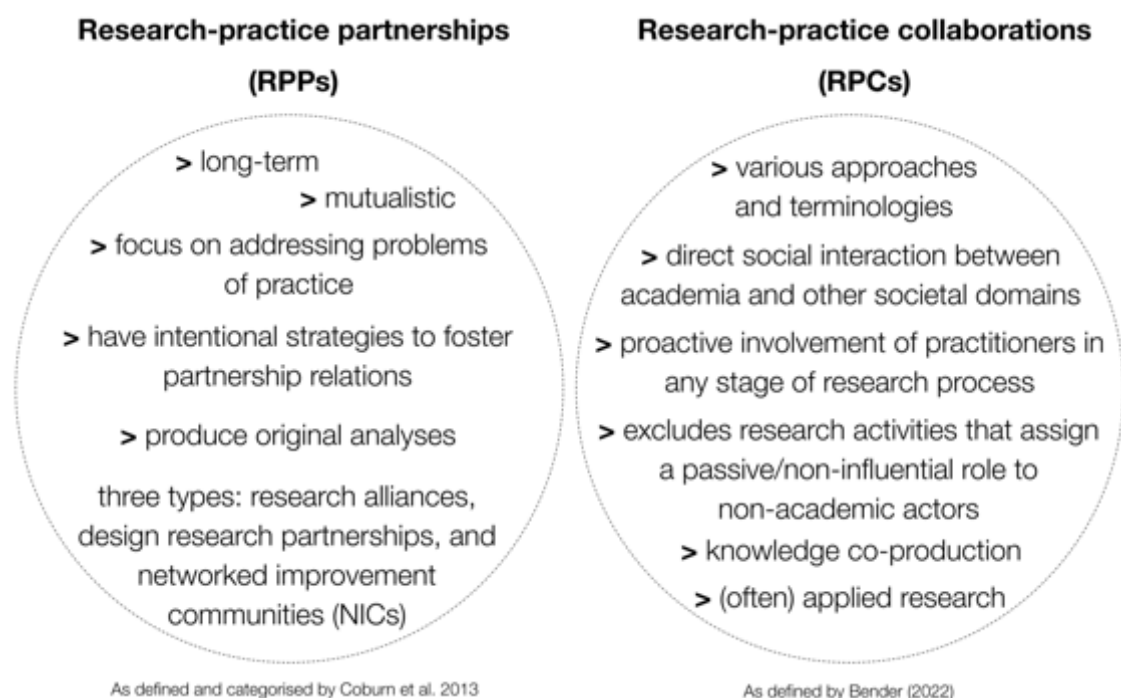 Research-practice partnerships
(RPPs)
> long-term
> mutualistic
> focus on addressing problems
of practice
> have intentional strategies to foster
partnership relations
> produce original analyses
three types: research alliances,
design research partnerships, and
networked improvement
communities (NICs)
As defined and categorised by Coburn et al. 2013
Research-practice collaborations
(RPCs)
> various approaches
and terminologies
> direct social interaction between
academia and other societal domains
> proactive involvement of practitioners in
any stage of research process
> excludes research activities that assign
a passive/non-influential role to
non-academic actors
> knowledge co-production
> (often) applied research
As defined by Bender (2022)